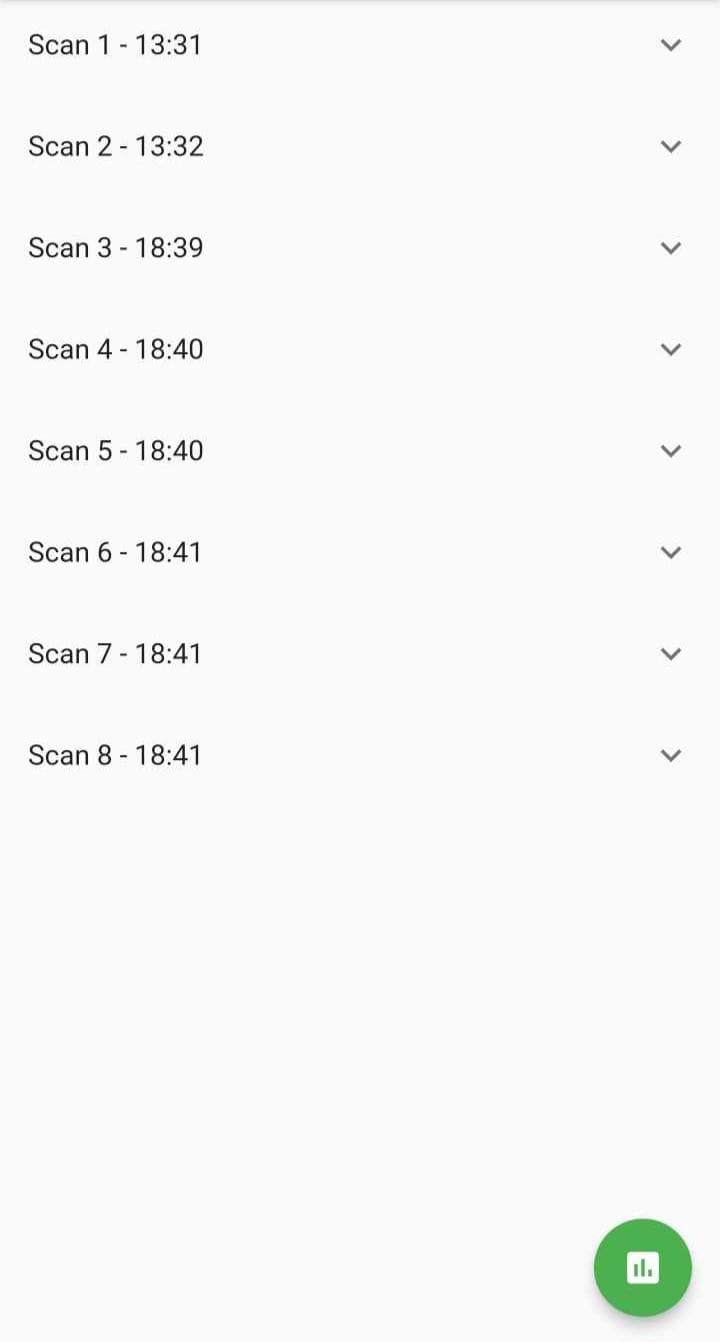 Scan 1 - 13:31
Scan 2 - 13:32
Scan 3 - 18:39
Scan 4 - 18:40
Scan 5 - 18:40
Scan 6 - 18:41
Scan 7 - 18:41
Scan 8 - 18:41